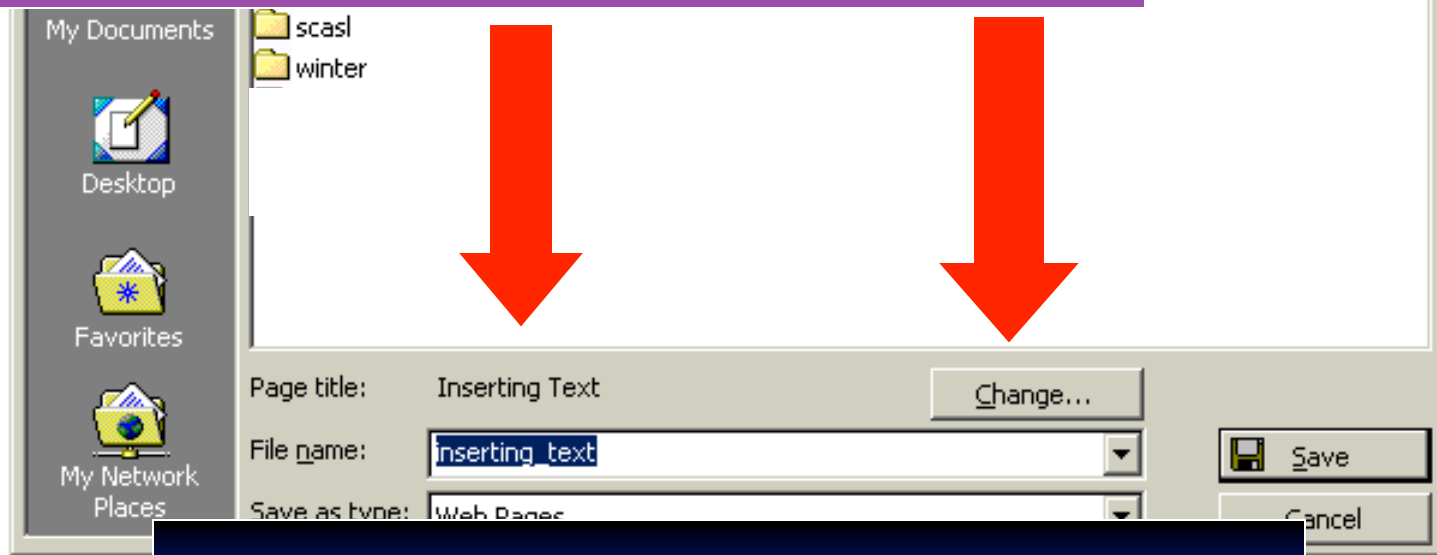 My Documents
scasl
winter
Desktop
Favorites
My Network
Places
Page title: Inserting Text Change...
File name: inserting_text Save
Save as type: Web Pages Cancel